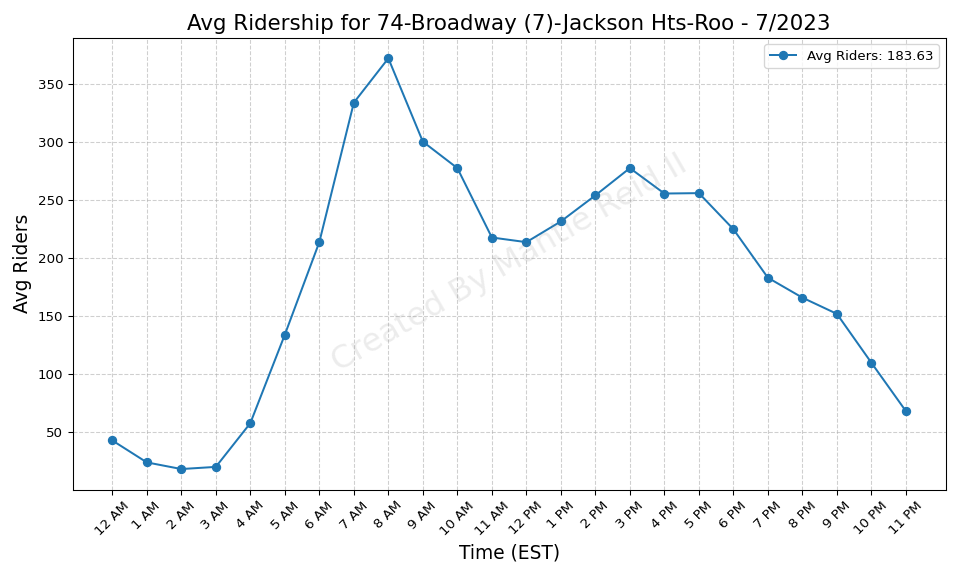 Avg Ridership for 74-Broadway (7)-Jackson Hts-Roo - 7/2023
Avg Riders: 183.63
Avg Riders
350
300
250
200
150
100
50
Created By Mantie Reid II
12 AM
1 AM
2 AM
3 AM
4 AM
5 AM
6 AM
7 AM
8 AM
9 AM
10 AM
11 AM
12 PM
1 PM
2 PM
3 PM
4 PM
5 PM
6 PM
7 PM
8 PM
9 PM
10 PM
11 PM
Time (EST)